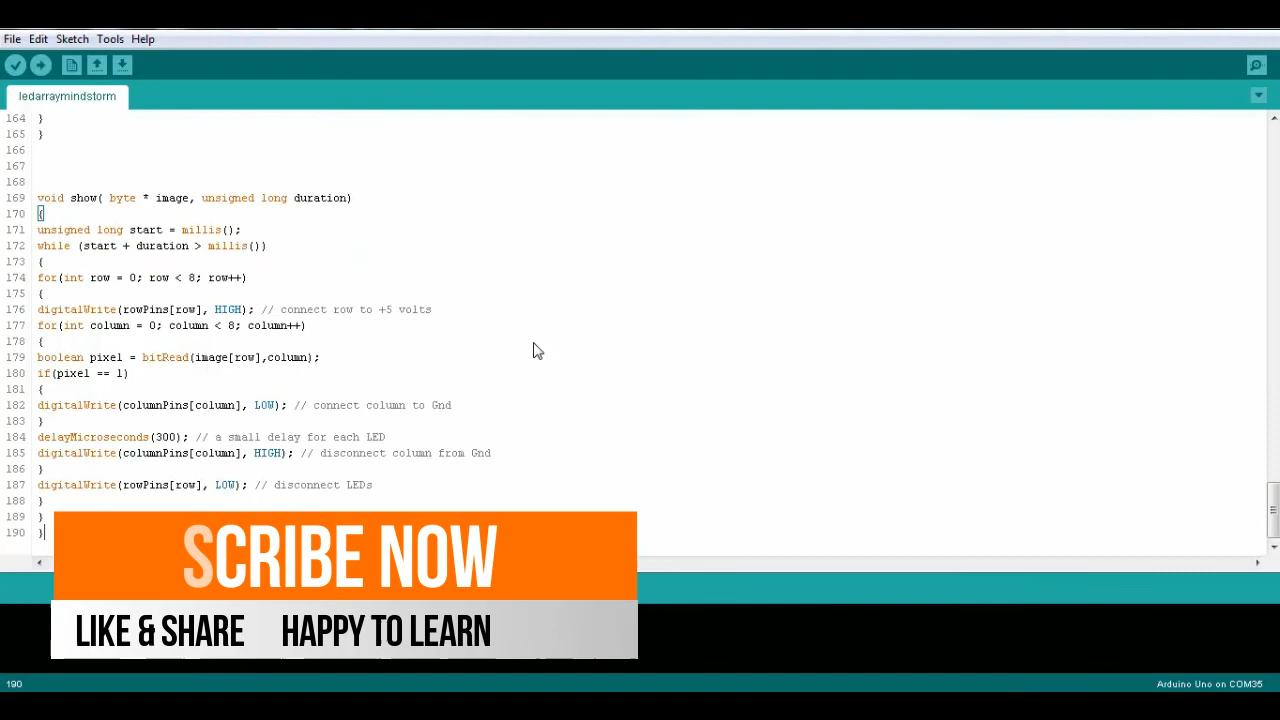 File Edit Sketch Tools Help
ledarraymindstorm
164 }
165 }
166
167
168
169 void show( byte * image, unsigned long duration)
170 {
171 unsigned long start = millis();
172 while (start + duration > millis())
173 {
174 for(int row = 0; row < 8; row++)
175 {
176 digitalWrite(rowPins[row], HIGH); // connect row to +5 volts
177 for(int column = 0; column < 8; column++)
178 {
179 boolean pixel = bitRead(image[row],column);
180 if(pixel == 1)
181 {
182 digitalWrite(columnPins[column], LOW); // connect column to Gnd
183 }
184 delayMicroseconds(300); // a small delay for each LED
185 digitalWrite(columnPins[column], HIGH); // disconnect column from Gnd
186 }
187 digitalWrite(rowPins[row], LOW); // disconnect LEDs
188 }
189 }
190 }
SCRIBE NOW
LIKE & SHARE HAPPY TO LEARN
190 Arduino Uno on COM35